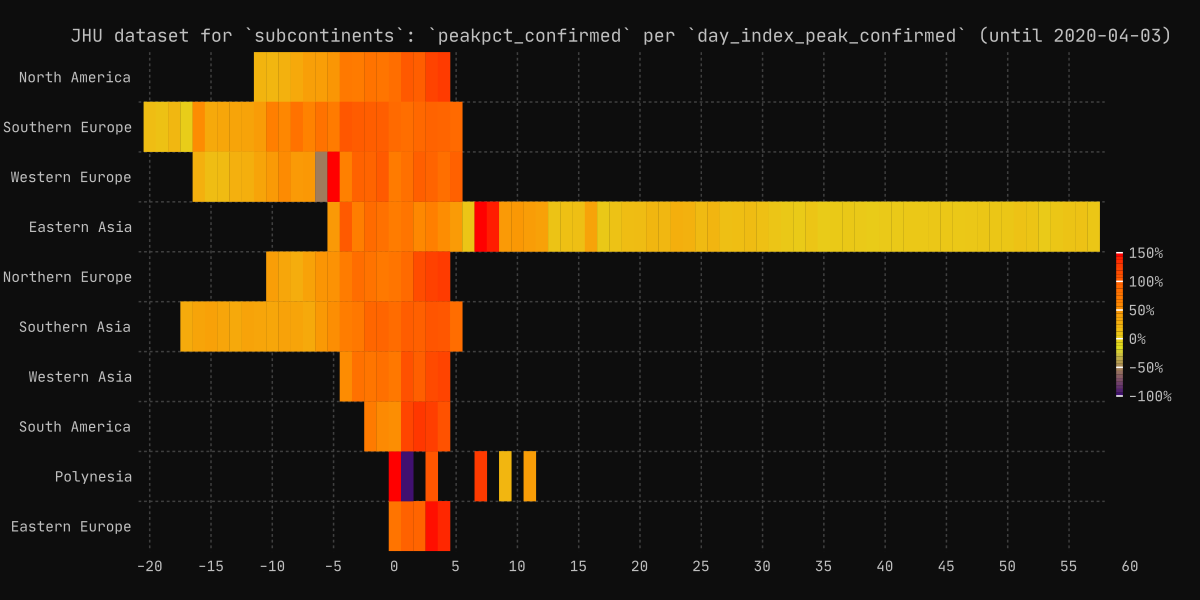 JHU dataset for `subcontinents`: `peakpct_confirmed` per `day_index_peak_confirmed` (until 2020-04-03)
North America
Southern Europe
Western Europe
Eastern Asia
Northern Europe
Southern Asia
Western Asia
South America
Polynesia
Eastern Europe
150%
100%
50%
0%
-50%
-100%
-20 -15 -10 -5 0 5 10 15 20 25 30 35 40 45 50 55 60